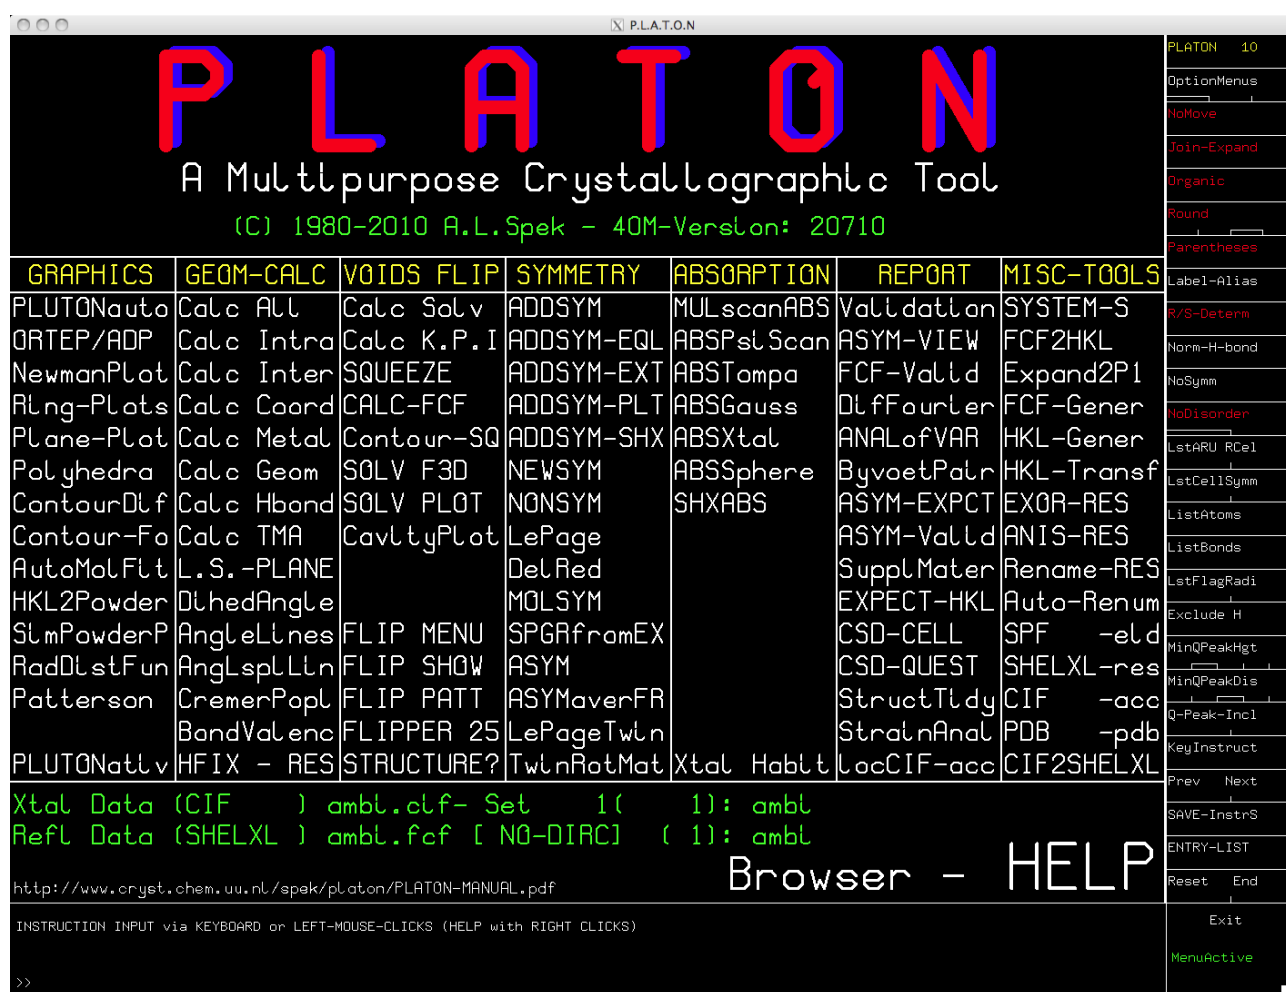 P.L.A.T.O.N
PLATON
A Multipurpose Crystallographic Tool
(C) 1980-2010 A.L.Spek - 40M-Version: 20710
GRAPHICS GEOM-CALC VOIDS FLIP SYMMETRY ABSORPTION REPORT MISC-TOOLS
PLUTONauto Calc All Calc Solv ADDSYM MULscanABS Validation SYSTEM-S
ORTEP/ADP Calc Intra Calc K.P.I ADDSYM-EQL ABSPsiScan ASYM-VIEW FCF2HKL
NewmanPlot Calc Inter SQUEEZE ADDSYM-EXT ABSTompa FCF-Valid Expand2P1
Ring-Plots Calc Coord CALC-FCF ADDSYM-PLT ABSGauss DifFourier FCF-Gener
Plane-Plot Calc Metal Contour-SQ ADDSYM-SHX ABSXtal ANALofVAR HKL-Gener
Polyhedra Calc Geom SOLV F3D NEWSYM ABSSphere ByvoetPair HKL-Transf
ContourDif Calc Hbond SOLV PLOT NONSYM SHXABS ASYM-EXPCT EXOR-RES
Contour-Fo Calc TMA CavityPlot LePage ASYM-Valid ANIS-RES
AutoMolFit L.S.-PLANE DelRed SupplMater Rename-RES
HKL2Powder DihedAngle MOLSYM EXPECT-HKL Auto-Renum
SimPowderP AngleLines FLIP MENU SPGRfromEX CSD-CELL SPF -eld
RadDistFun AngLsplLin FLIP SHOW ASYM CSD-QUEST SHELXL-res
Patterson CremerPopl FLIP PATT ASYMaverFR StructTidy CIF -acc
BondValenc FLIPPER 25 LePageTwin StrainAnal PDB -pdb
PLUTONativ HFIX - RES STRUCTURE? TwinRotMat Xtal Habit locCIF-acc CIF2SHELXL
Xtal Data (CIF ) ambi.cif- Set 1( 1): ambi
Refl Data (SHELXL ) ambi.fcf [ NO-DIRC] ( 1): ambi
Browser - HELP
http://www.cryst.chem.uu.nl/spek/platon/PLATON-MANUAL.pdf
INSTRUCTION INPUT via KEYBOARD or LEFT-MOUSE-CLICKS (HELP with RIGHT CLICKS)
>>
PLATON 10
OptionMenus
NoMove
Join-Expand
Organic
Round
Parentheses
Label-Alias
R/S-Determ
Norm-H-bond
NoSymm
NoDisorder
LstARU RCel
LstCellSymm
ListAtoms
ListBonds
LstFlagRadi
Exclude H
MinQPeakHgt
MinQPeakDis
Q-Peak-Incl
KeyInstruct
Prev Next
SAVE-InstrS
ENTRY-LIST
Reset End
Exit
MenuActive